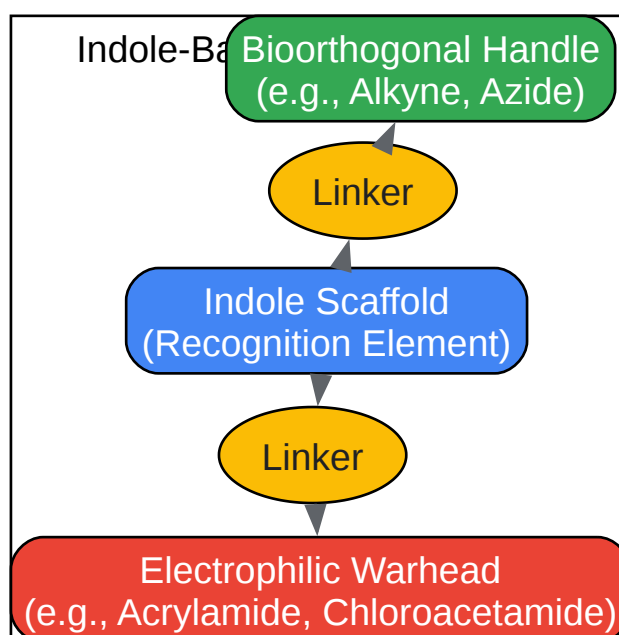 Indole-Ba
Bioorthogonal Handle
(e.g., Alkyne, Azide)
Linker
Indole Scaffold
(Recognition Element)
Linker
Electrophilic Warhead
(e.g., Acrylamide, Chloroacetamide)